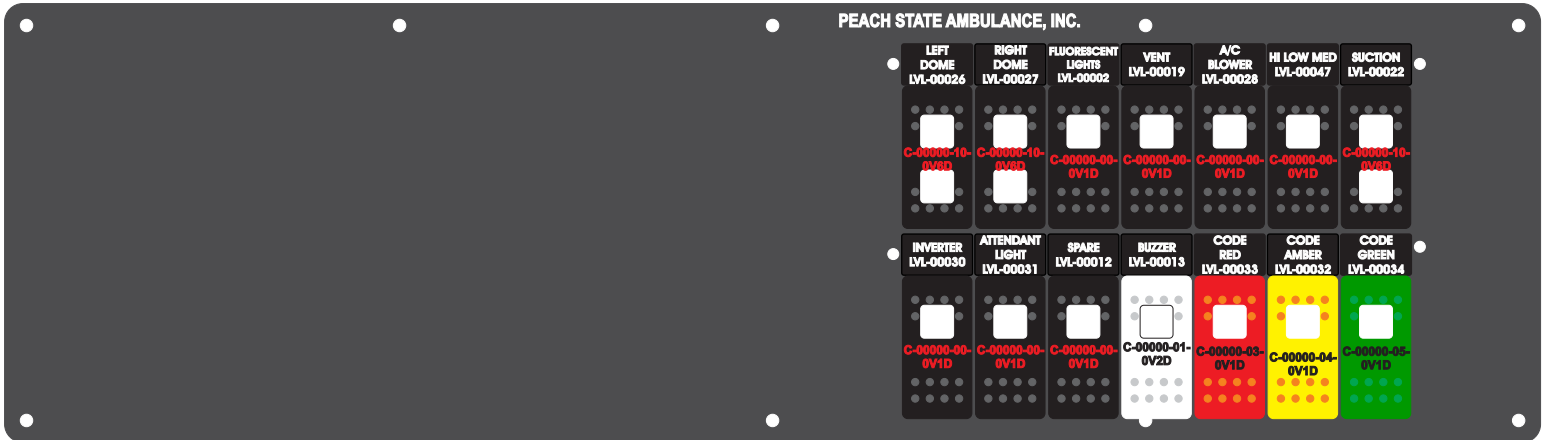 PEACH STATE AMBULANCE, INC.
LEFT
DOME
LVL-00026
RIGHT
DOME
LVL-00027
FLUORESCENT
LIGHTS
LVL-00002
VENT
LVL-00019
A/C
BLOWER
LVL-00028
HI LOW MED
LVL-00047
SUCTION
LVL-00022
C-00000-10-
0V6D
C-00000-10-
0V6D
C-00000-00-
0V1D
C-00000-00-
0V1D
C-00000-00-
0V1D
C-00000-00-
0V1D
C-00000-10-
0V6D
INVERTER
LVL-00030
ATTENDANT
LIGHT
LVL-00031
SPARE
LVL-00012
BUZZER
LVL-00013
CODE
RED
LVL-00033
CODE
AMBER
LVL-00032
CODE
GREEN
LVL-00034
C-00000-00-
0V1D
C-00000-00-
0V1D
C-00000-00-
0V1D
C-00000-01-
0V2D
C-00000-03-
0V1D
C-00000-04-
0V1D
C-00000-05-
0V1D